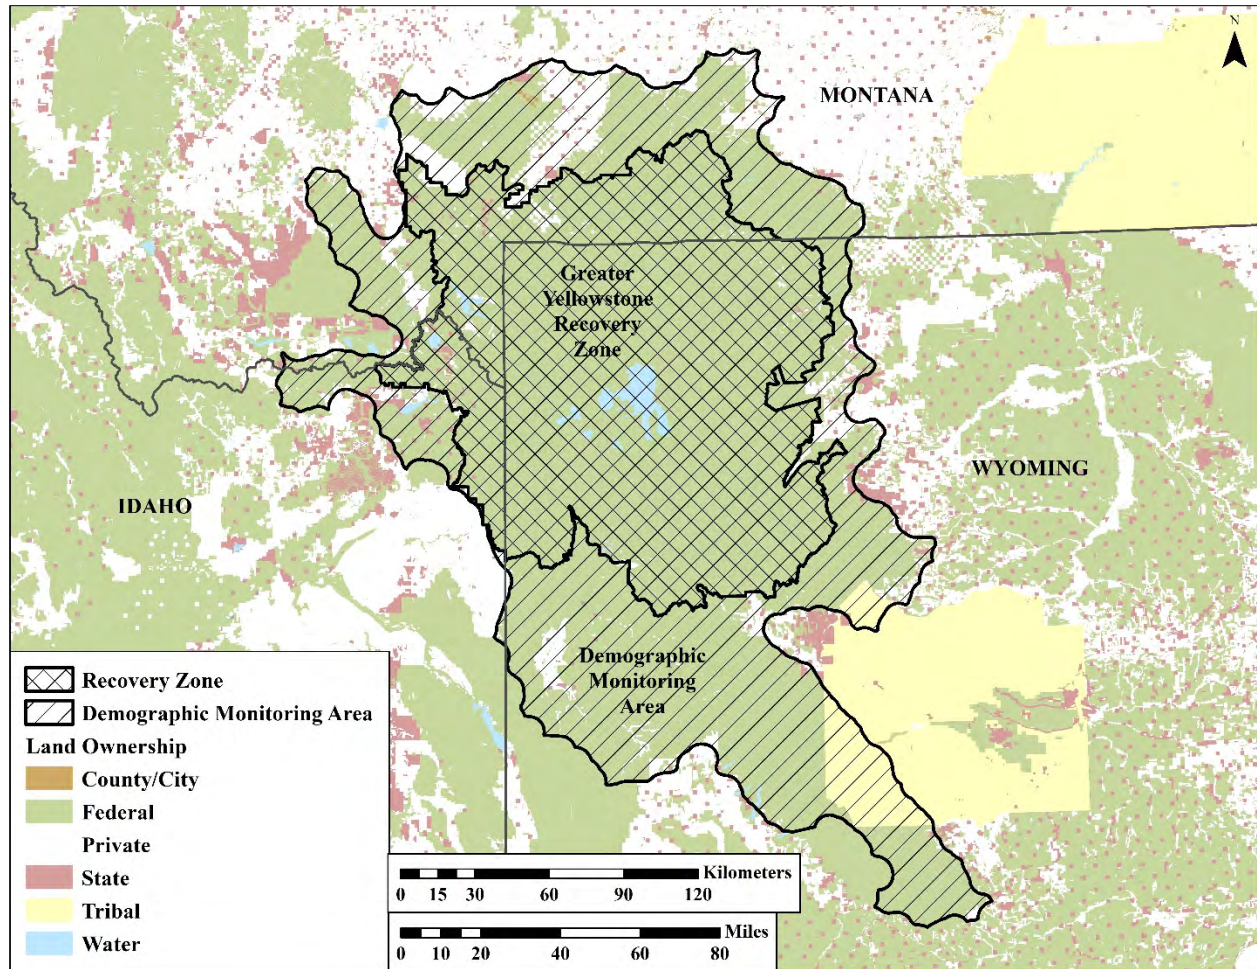 N
MONTANA
Greater
Yellowstone
Recovery
Zone
WYOMING
IDAHO
Demographic
Monitoring
Area
Recovery Zone
Demographic Monitoring Area
Land Ownership
County/City
Federal
Private
State
Tribal
Water
Kilometers
0 15 30 60 90 120
Miles
0 10 20 40 60 80